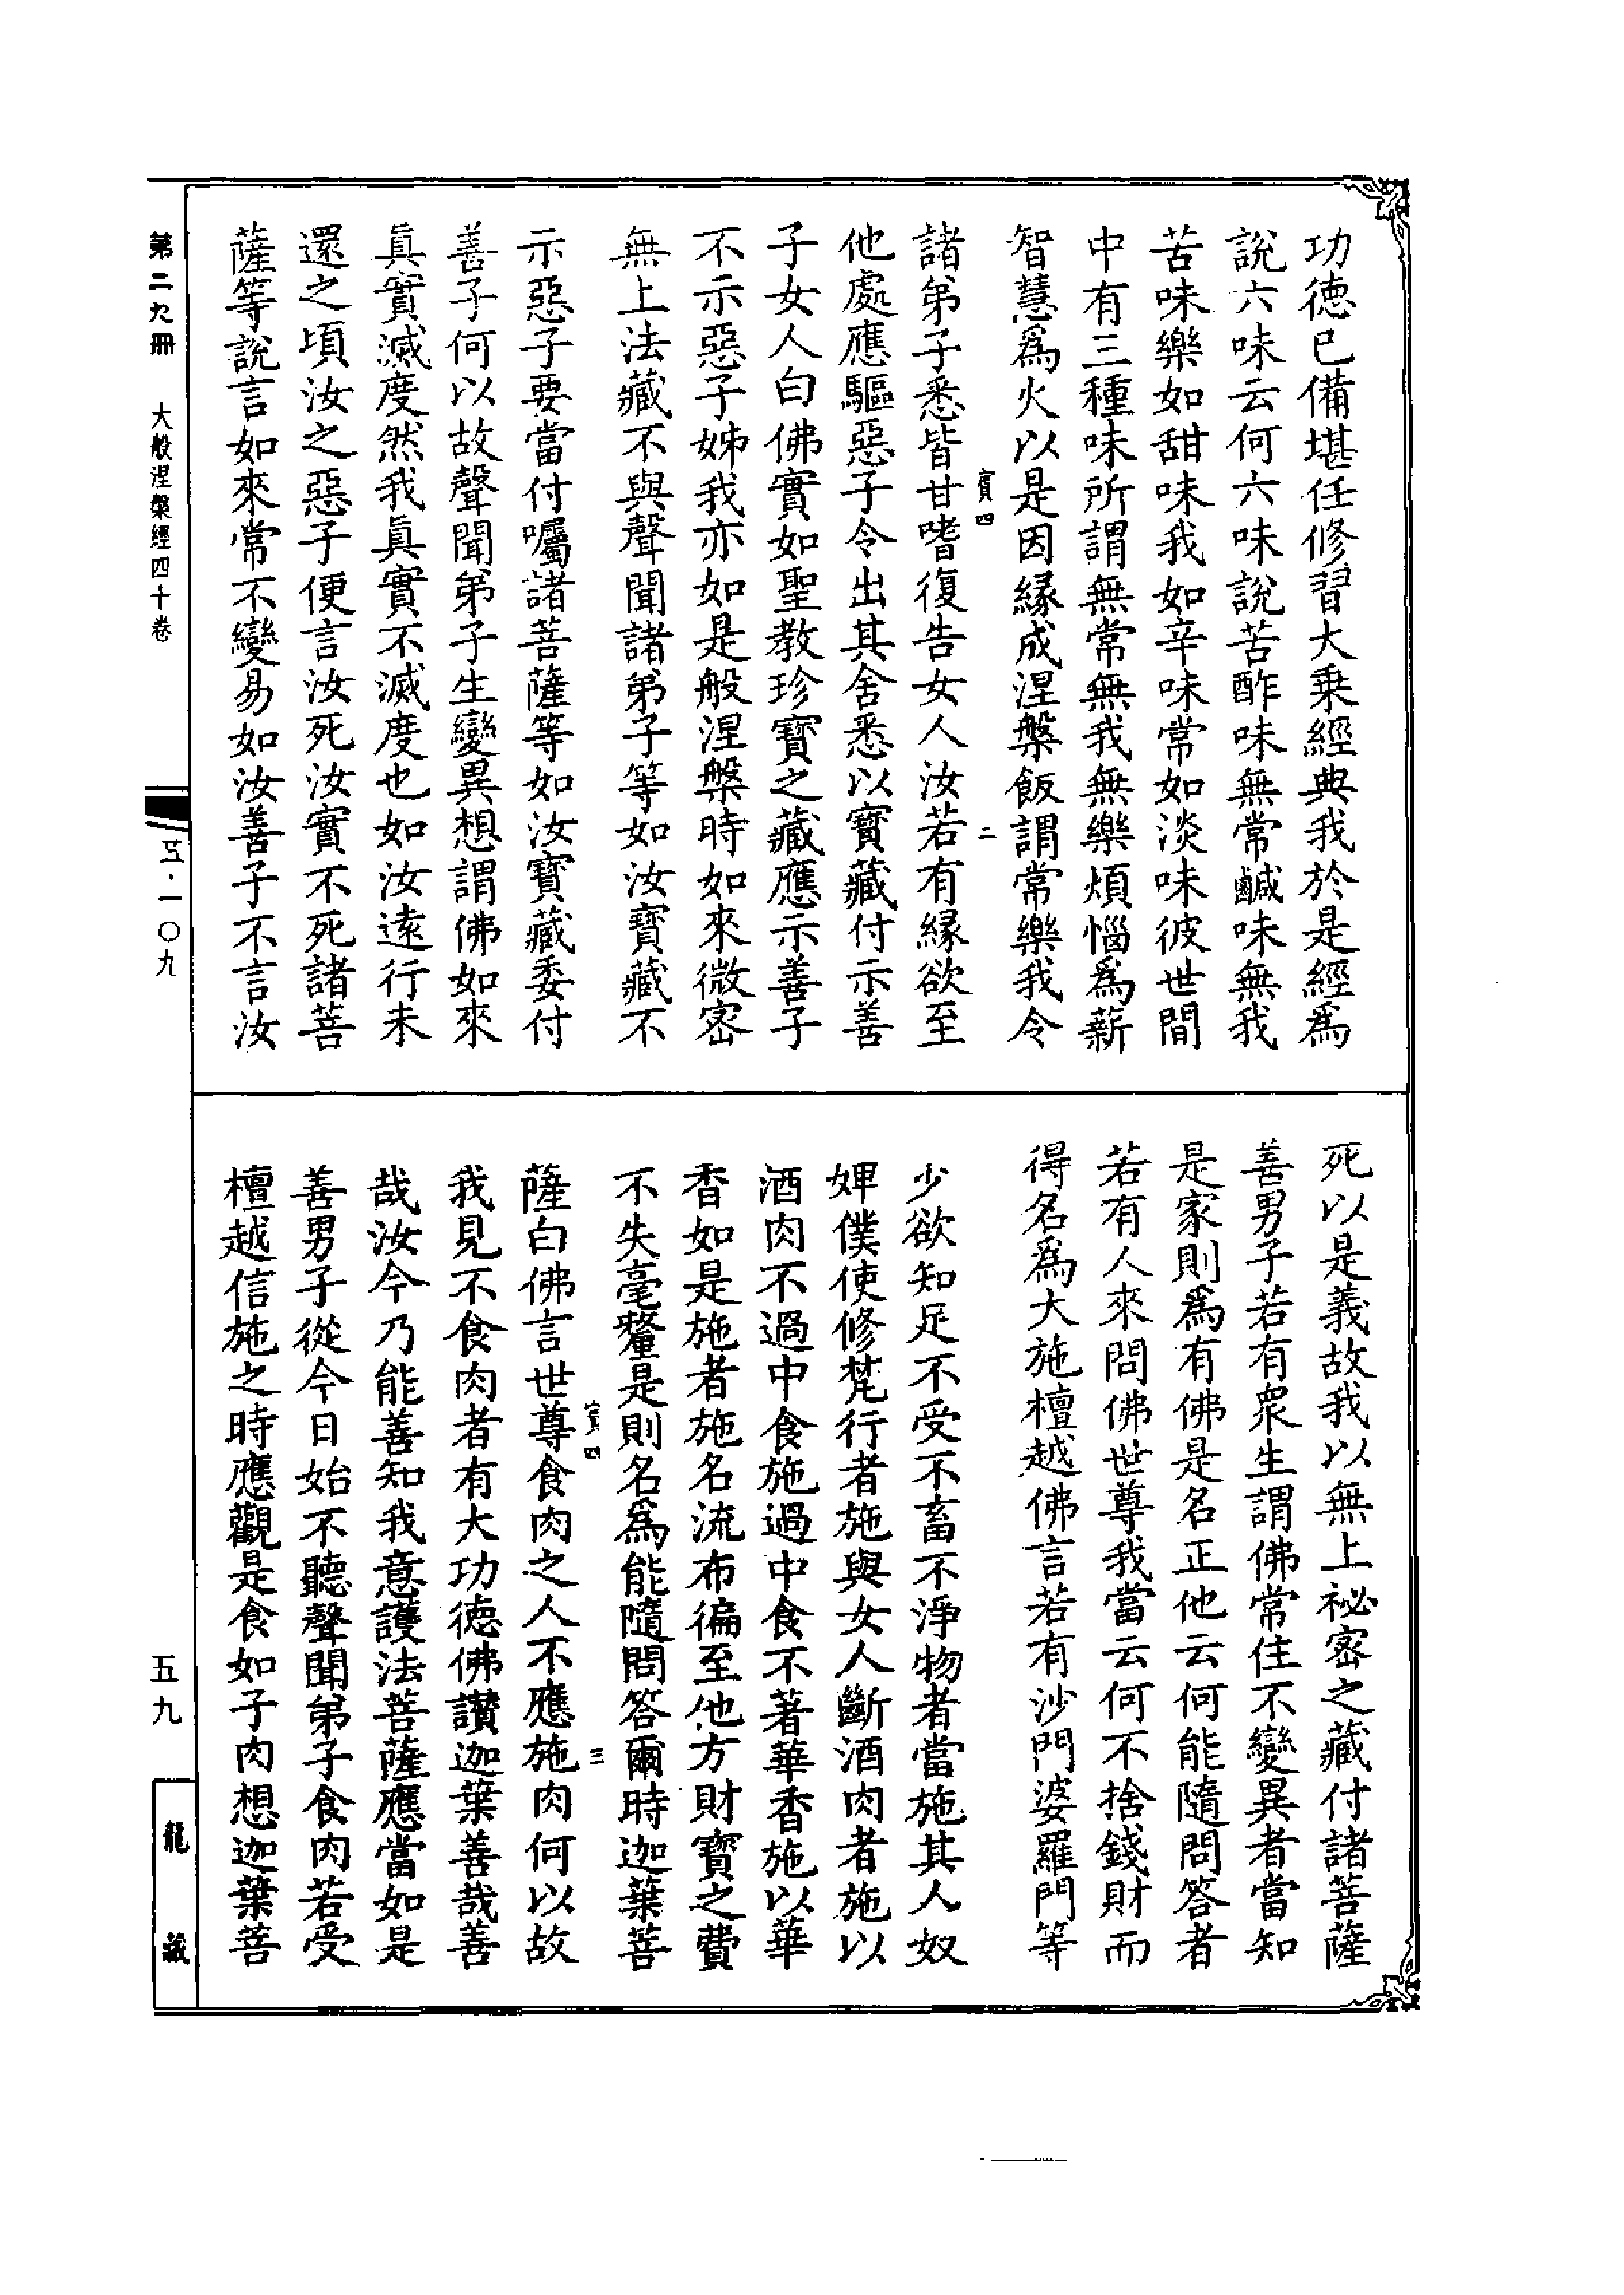 功德已備堪任修習大乘經典我於是經爲
說六味云何六味說苦酢味無常鹹味無我
苦味樂如甜味我如辛味常如淡味彼世間
中有三種味所謂無常無我無樂煩惱爲薪
智慧爲火以是因緣成涅槃飯謂常樂我令
賓四 二
諸弟子悉皆甘嗜復告女人汝若有緣欲至
他處應驅惡子令出其舍悉以寶藏付示善
子女人白佛實如聖教珍寶之藏應示善子
不示惡子姊我亦如是般涅槃時如來微密
無上法藏不與聲聞諸弟子等如汝寶藏不
示惡子要當付囑諸菩薩等如汝寶藏委付
善子何以故聲聞弟子生變異想謂佛如來
眞實滅度然我眞實不滅度也如汝遠行未
還之頃汝之惡子便言汝死汝實不死諸菩
薩等說言如來常不變易如汝善子不言汝
死以是義故我以無上祕密之藏付諸菩薩
善男子若有衆生謂佛常住不變異者當知
是家則爲有佛是名正他云何能隨問答者
若有人來問佛世尊我當云何不捨錢財而
得名爲大施檀越佛言若有沙門婆羅門等
少欲知足不受不畜不淨物者當施其人奴
婢僕使修梵行者施與女人斷酒肉者施以
酒肉不過中食施過中食不著華香施以華
香如是施者施名流布徧至他方財寶之費
不失毫釐是則名爲能隨問答爾時迦葉菩
賓四 三
薩白佛言世尊食肉之人不應施肉何以故
我見不食肉者有大功德佛讚迦葉善哉善
哉汝今乃能善知我意護法菩薩應當如是
善男子從今日始不聽聲聞弟子食肉若受
檀越信施之時應觀是食如子肉想迦葉菩
第二九冊 大般涅槃經四十卷
五·一〇九
五九
龍藏